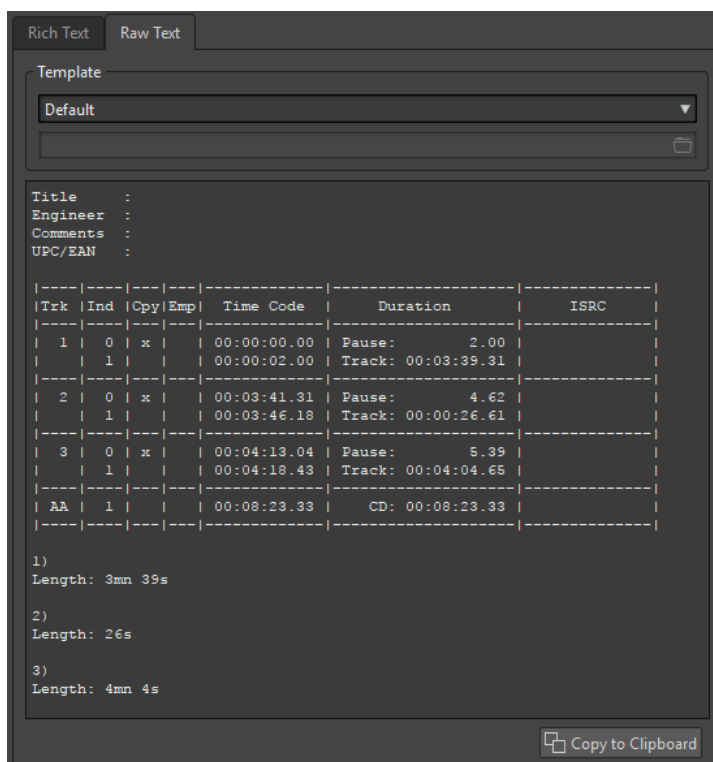 Rich Text Raw Text
Template
Default
Title      :
Engineer   :
Comments   :
UPC/EAN    :
|----|----|---|---|-------------|--------------------|--------------|
|Trk |Ind |Cpy|Emp|  Time Code  |     Duration       |     ISRC     |
|----|----|---|---|-------------|--------------------|--------------|
|  1 |  0 | x |   | 00:00:00.00 | Pause:        2.00 |              |
|    |  1 |   |   | 00:00:02.00 | Track: 00:03:39.31 |              |
|----|----|---|---|-------------|--------------------|--------------|
|  2 |  0 | x |   | 00:03:41.31 | Pause:        4.62 |              |
|    |  1 |   |   | 00:03:46.18 | Track: 00:00:26.61 |              |
|----|----|---|---|-------------|--------------------|--------------|
|  3 |  0 | x |   | 00:04:13.04 | Pause:        5.39 |              |
|    |  1 |   |   | 00:04:18.43 | Track: 00:04:04.65 |              |
|----|----|---|---|-------------|--------------------|--------------|
| AA |  1 |   |   | 00:08:23.33 |    CD: 00:08:23.33 |              |
|----|----|---|---|-------------|--------------------|--------------|
1)
Length: 3mn 39s
2)
Length: 26s
3)
Length: 4mn 4s
Copy to Clipboard